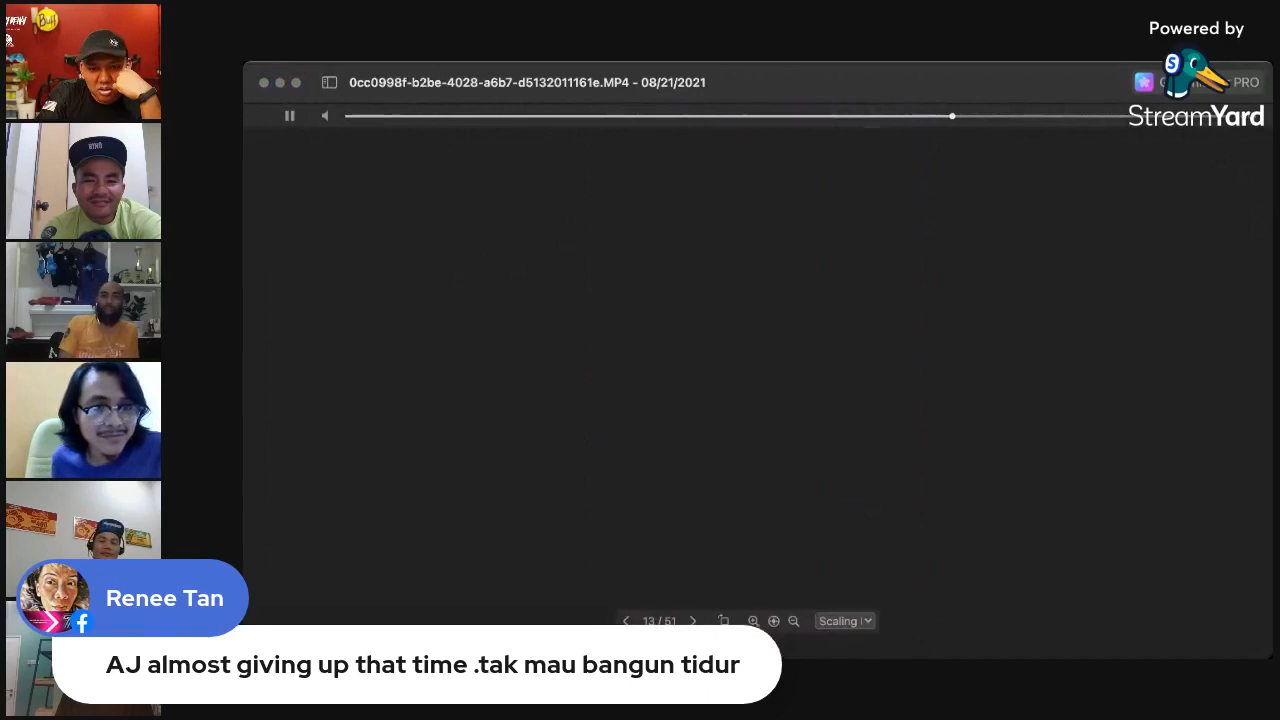 Powered by
StreamYard
0cc0998f-b2be-4028-a6b7-d5132011161e.MP4 - 08/21/2021
PRO
BUFF
13 / 51
Scaling
Renee Tan
AJ almost giving up that time .tak mau bangun tidur